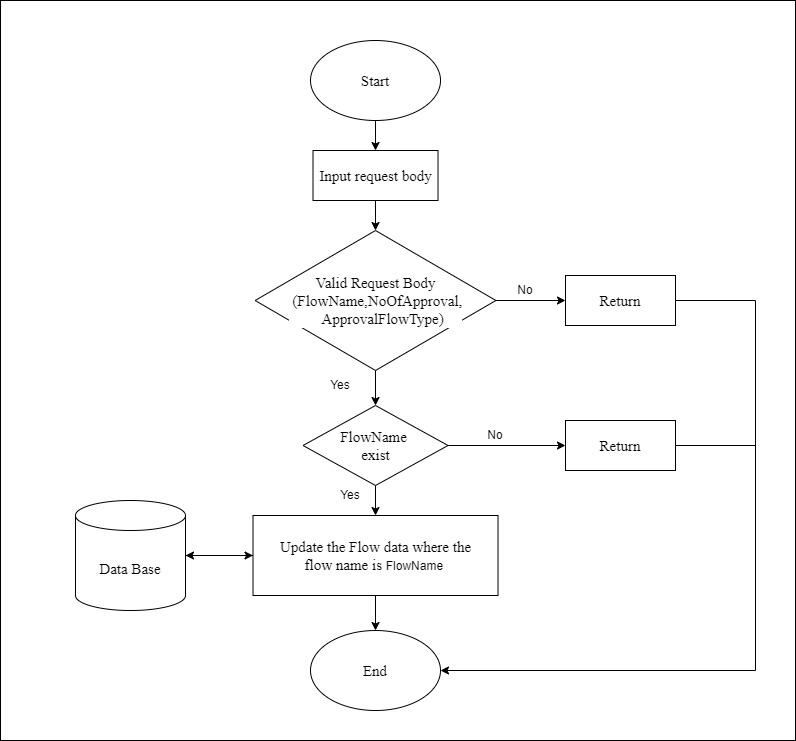 Start
Input request body
Valid Request Body
(FlowName,NoOfApproval,
ApprovalFlowType)
No
Return
Yes
FlowName
exist
No
Return
Yes
Data Base
Update the Flow data where the
flow name is FlowName
End